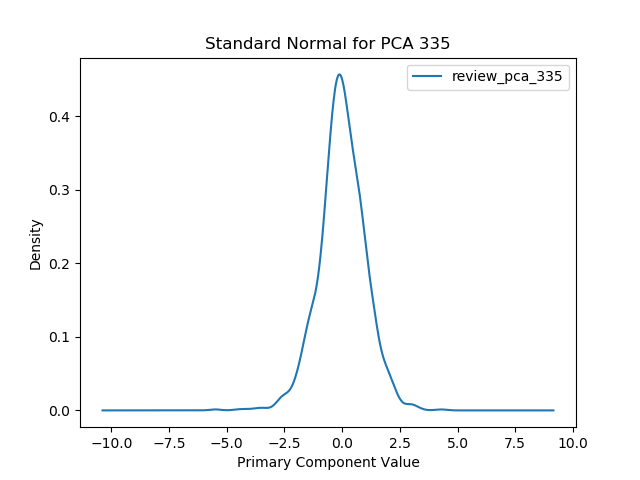 Standard Normal for PCA 335
review_pca_335
Density
0.4
0.3
0.2
0.1
0.0
−10.0 −7.5 −5.0 −2.5 0.0 2.5 5.0 7.5 10.0
Primary Component Value